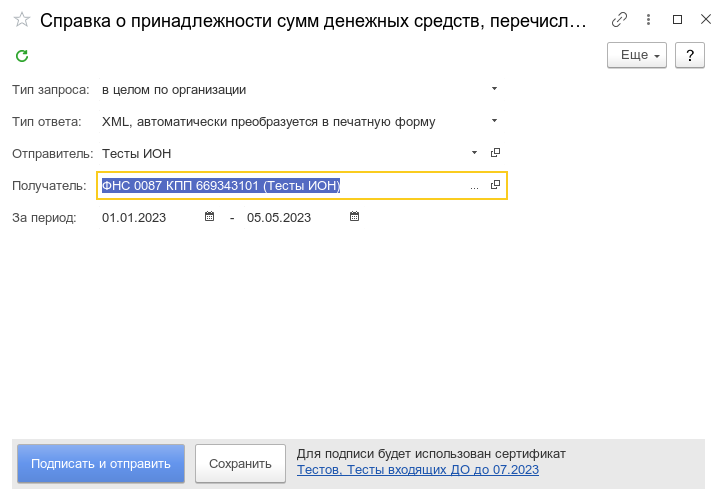 Справка о принадлежности сумм денежных средств, перечисл...
Еще ?
Тип запроса: в целом по организации
Тип ответа: XML, автоматически преобразуется в печатную форму
Отправитель: Тесты ИОН
Получатель: ФНС 0087 КПП 669343101 (Тесты ИОН) ...
За период: 01.01.2023 - 05.05.2023
Подписать и отправить
Сохранить
Для подписи будет использован сертификат
Тестов, Тесты входящих ДО до 07.2023